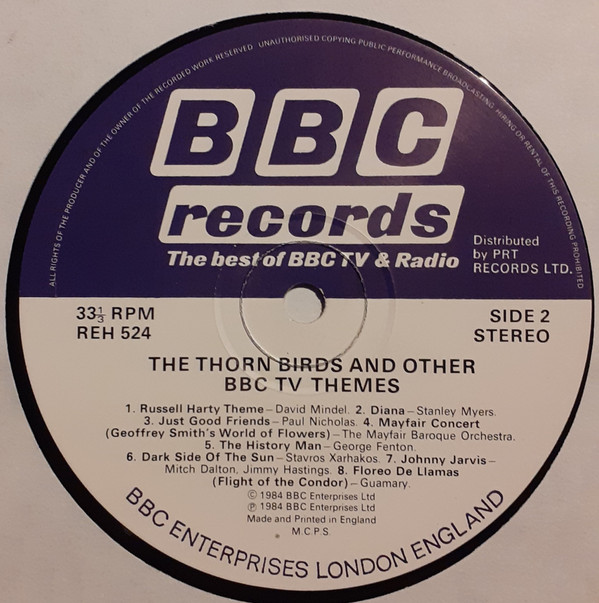 ALL RIGHTS OF THE PRODUCER AND OF THE OWNER OF THE RECORDED WORK RESERVED UNAUTHORISED COPYING PUBLIC PERFORMANCE BROADCASTING HIRING OR RENTAL OF THIS RECORDING PROHIBITED
BBC
records
The best of BBC TV & Radio
Distributed
by PRT
RECORDS LTD.
33⅓ RPM
REH 524
SIDE 2
STEREO
THE THORN BIRDS AND OTHER
BBC TV THEMES
1. Russell Harty Theme – David Mindel. 2. Diana – Stanley Myers.
3. Just Good Friends – Paul Nicholas. 4. Mayfair Concert
(Geoffrey Smith's World of Flowers) – The Mayfair Baroque Orchestra.
5. The History Man – George Fenton.
6. Dark Side Of The Sun – Stavros Xarhakos. 7. Johnny Jarvis –
Mitch Dalton, Jimmy Hastings. 8. Floreo De Llamas
(Flight of the Condor) – Guamary.
© 1984 BBC Enterprises Ltd
℗ 1984 BBC Enterprises Ltd
Made and Printed in England
M.C.P.S.
BBC ENTERPRISES LONDON ENGLAND